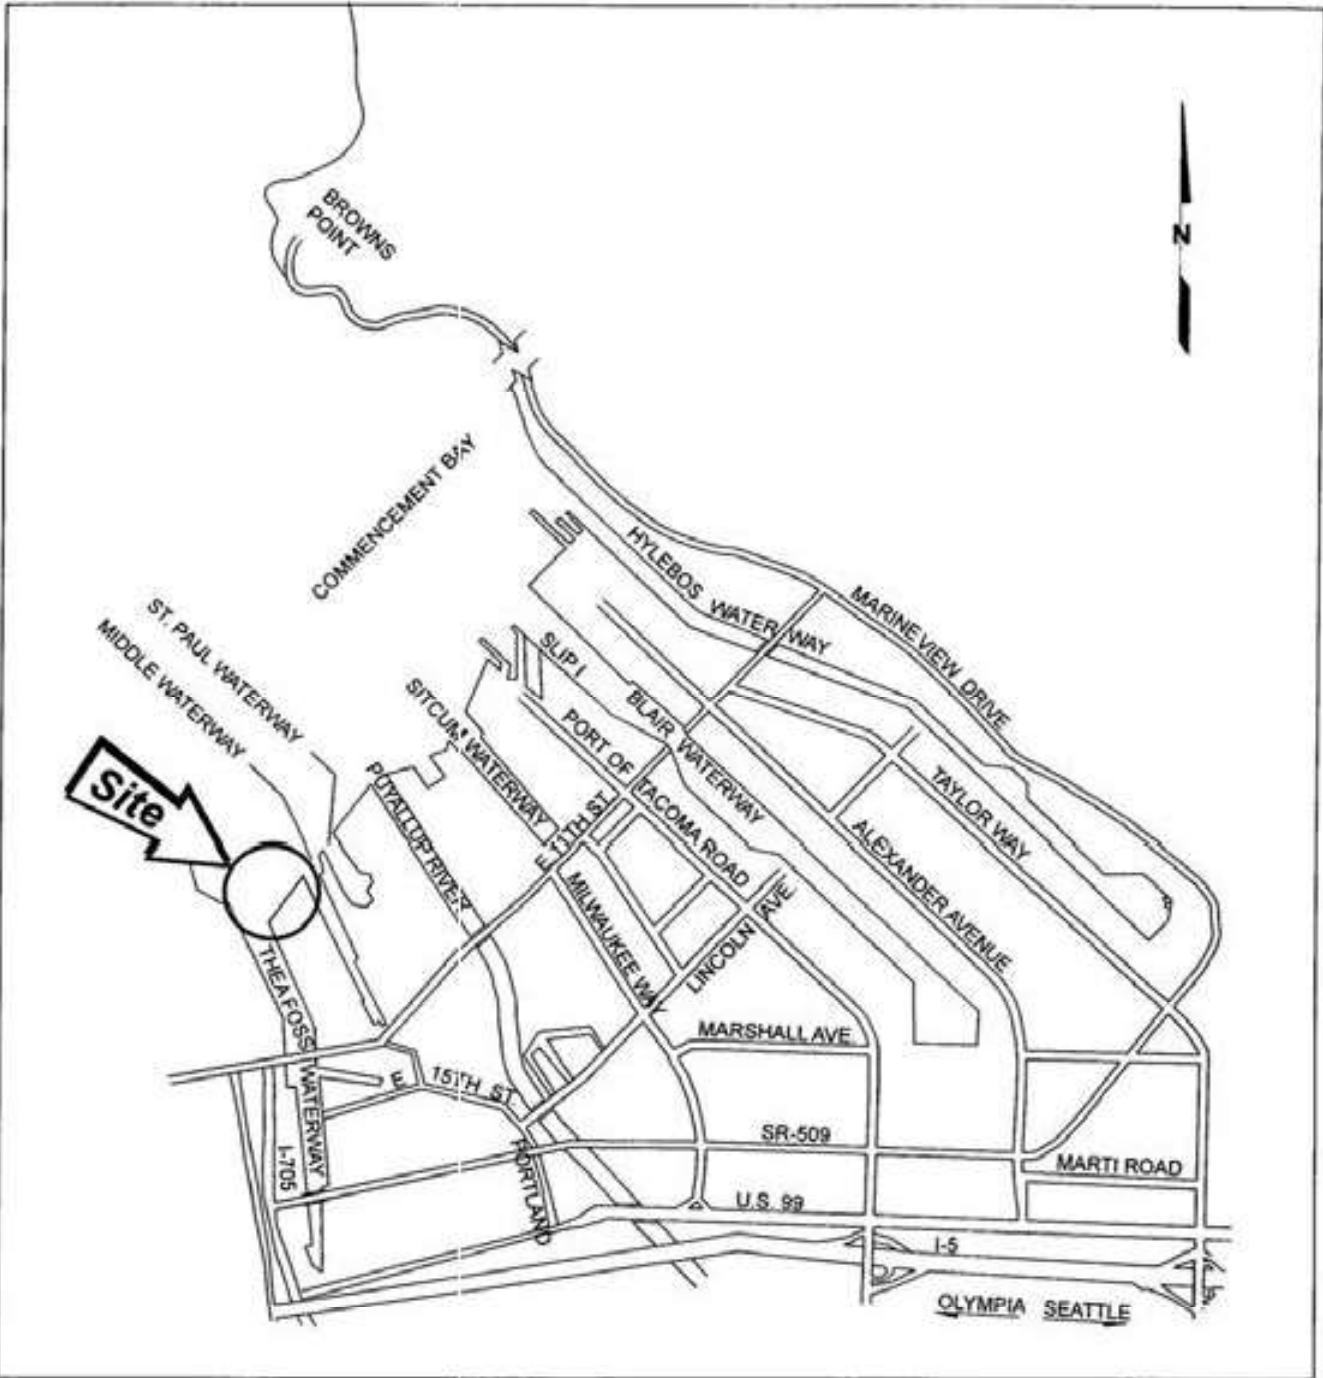 BROWNS
POINT
N
COMMENCEMENT BAY
HYLEBOS WATER WAY
MARINE VIEW DRIVE
ST. PAUL WATERWAY
MIDDLE WATERWAY
SLIP I
BLAIR WATERWAY
SITCUM WATERWAY
PORT OF TACOMA ROAD
Site
PUYALLUP RIVER
E 11TH ST.
TAYLOR WAY
ALEXANDER AVENUE
MILWAUKEE WAY
LINCOLN AVE
THEA FOSS WATERWAY
MARSHALL AVE.
E 15TH ST.
SR-509
I-705
PORTLAND
MARTI ROAD
U.S. 99
I-5
OLYMPIA SEATTLE